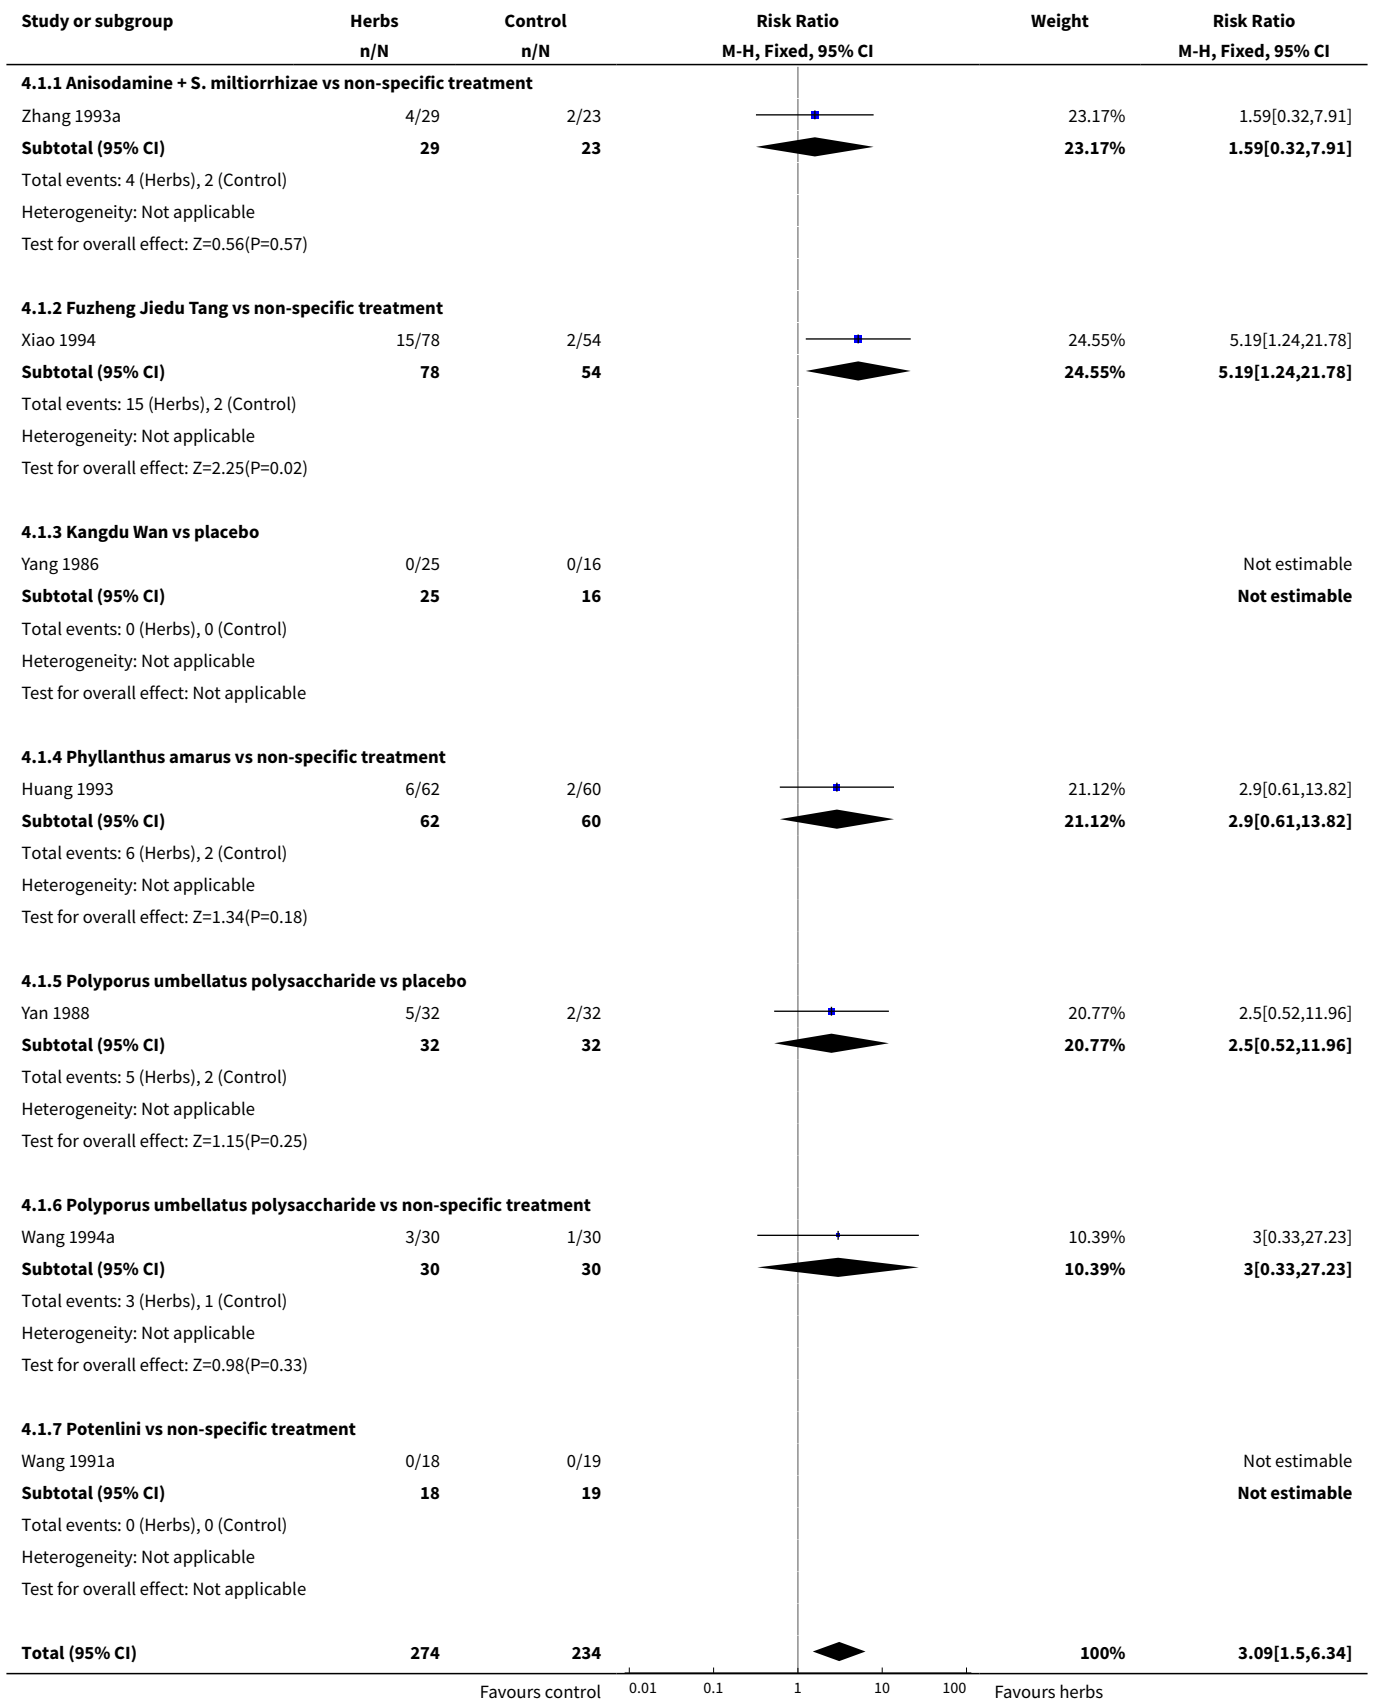 Study or subgroup Herbs Control Risk Ratio Weight Risk Ratio
n/N n/N M-H, Fixed, 95% CI M-H, Fixed, 95% CI
4.1.1 Anisodamine + S. miltiorrhizae vs non-specific treatment
Zhang 1993a 4/29 2/23 23.17% 1.59[0.32,7.91]
Subtotal (95% CI) 29 23 23.17% 1.59[0.32,7.91]
Total events: 4 (Herbs), 2 (Control)
Heterogeneity: Not applicable
Test for overall effect: Z=0.56(P=0.57)
4.1.2 Fuzheng Jiedu Tang vs non-specific treatment
Xiao 1994 15/78 2/54 24.55% 5.19[1.24,21.78]
Subtotal (95% CI) 78 54 24.55% 5.19[1.24,21.78]
Total events: 15 (Herbs), 2 (Control)
Heterogeneity: Not applicable
Test for overall effect: Z=2.25(P=0.02)
4.1.3 Kangdu Wan vs placebo
Yang 1986 0/25 0/16 Not estimable
Subtotal (95% CI) 25 16 Not estimable
Total events: 0 (Herbs), 0 (Control)
Heterogeneity: Not applicable
Test for overall effect: Not applicable
4.1.4 Phyllanthus amarus vs non-specific treatment
Huang 1993 6/62 2/60 21.12% 2.9[0.61,13.82]
Subtotal (95% CI) 62 60 21.12% 2.9[0.61,13.82]
Total events: 6 (Herbs), 2 (Control)
Heterogeneity: Not applicable
Test for overall effect: Z=1.34(P=0.18)
4.1.5 Polyporus umbellatus polysaccharide vs placebo
Yan 1988 5/32 2/32 20.77% 2.5[0.52,11.96]
Subtotal (95% CI) 32 32 20.77% 2.5[0.52,11.96]
Total events: 5 (Herbs), 2 (Control)
Heterogeneity: Not applicable
Test for overall effect: Z=1.15(P=0.25)
4.1.6 Polyporus umbellatus polysaccharide vs non-specific treatment
Wang 1994a 3/30 1/30 10.39% 3[0.33,27.23]
Subtotal (95% CI) 30 30 10.39% 3[0.33,27.23]
Total events: 3 (Herbs), 1 (Control)
Heterogeneity: Not applicable
Test for overall effect: Z=0.98(P=0.33)
4.1.7 Potenlini vs non-specific treatment
Wang 1991a 0/18 0/19 Not estimable
Subtotal (95% CI) 18 19 Not estimable
Total events: 0 (Herbs), 0 (Control)
Heterogeneity: Not applicable
Test for overall effect: Not applicable
Total (95% CI) 274 234 100% 3.09[1.5,6.34]
Favours control 0.01 0.1 1 10 100 Favours herbs